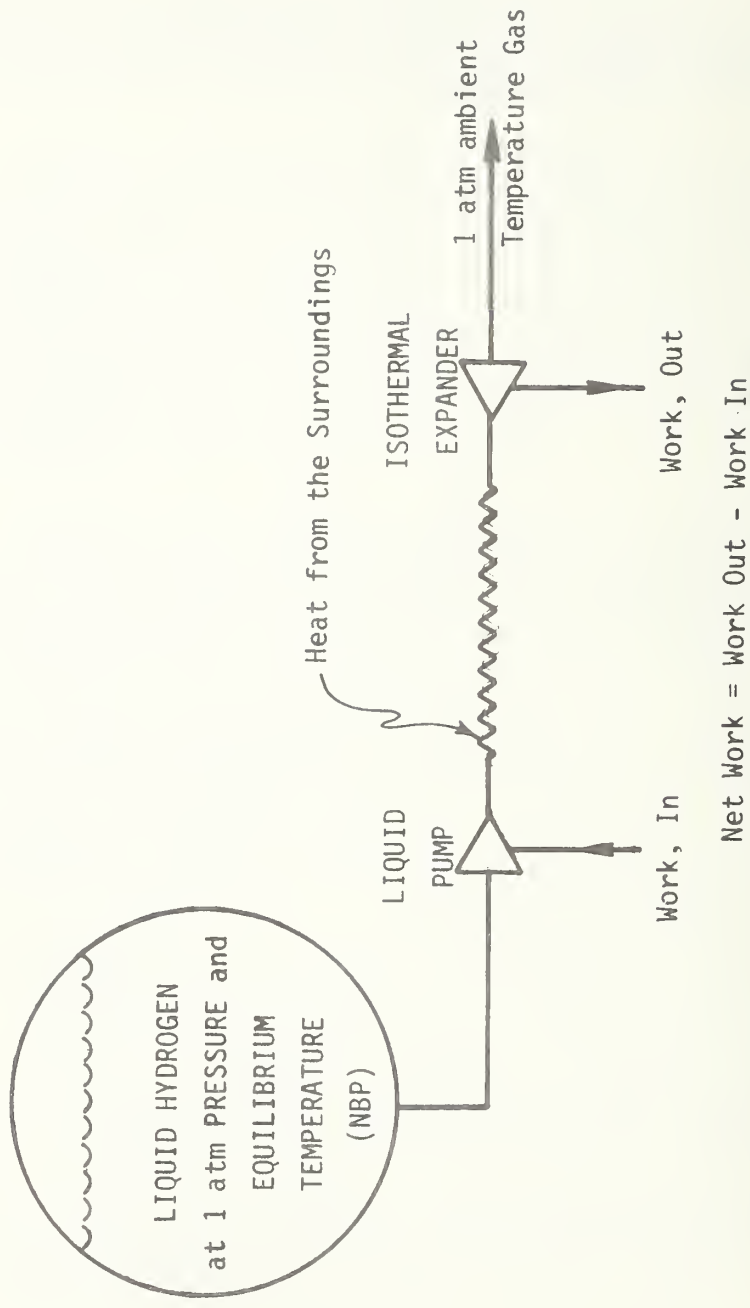 LIQUID HYDROGEN
at 1 atm PRESSURE and
EQUILIBRIUM
TEMPERATURE
(NBP)
LIQUID
PUMP
Work, In
Heat from the Surroundings
ISOTHERMAL
EXPANDER
Work, Out
1 atm ambient
Temperature Gas
Net Work = Work Out - Work In